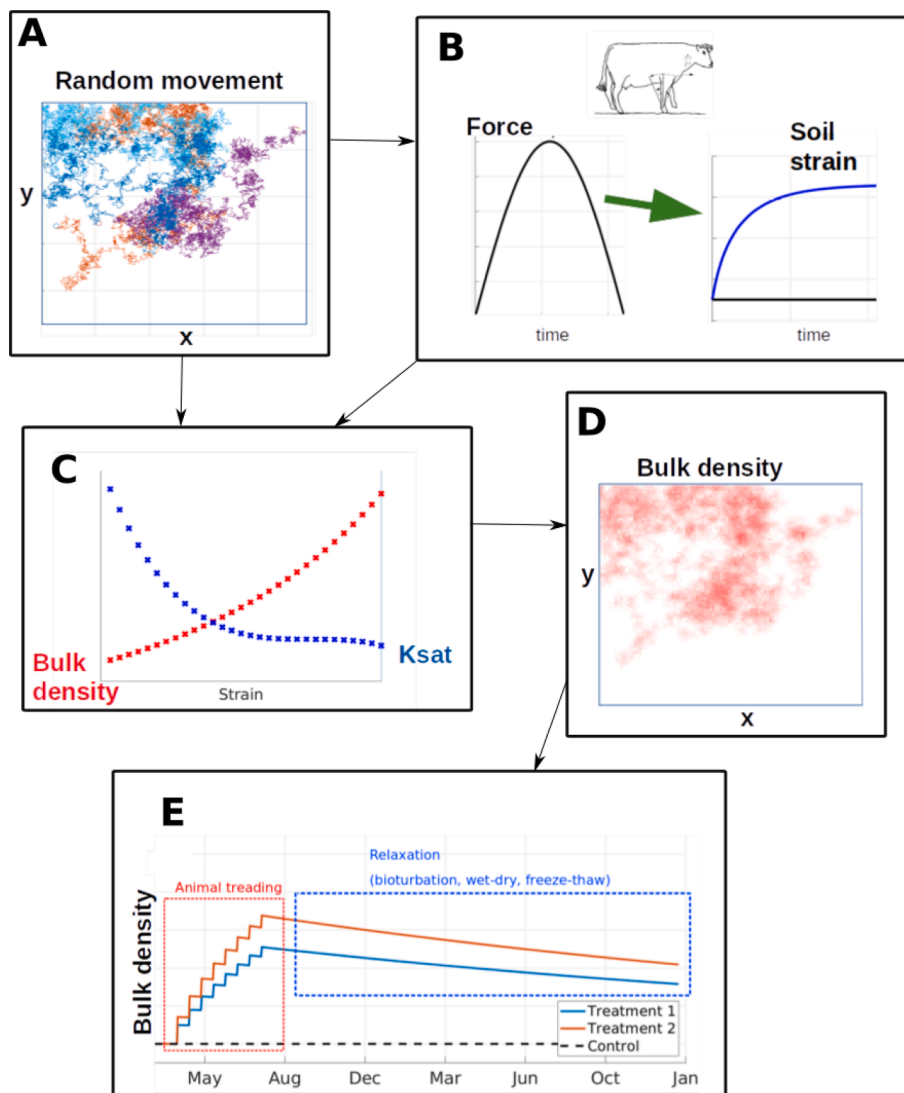 A
Random movement
y
x
B
Force
Soil
strain
time
time
C
Bulk
density
Strain
Ksat
D
Bulk density
y
x
E
Bulk density
Animal treading
Relaxation
(bioturbation, wet-dry, freeze-thaw)
Treatment 1
Treatment 2
Control
May Aug Dec Mar Jun Oct Jan